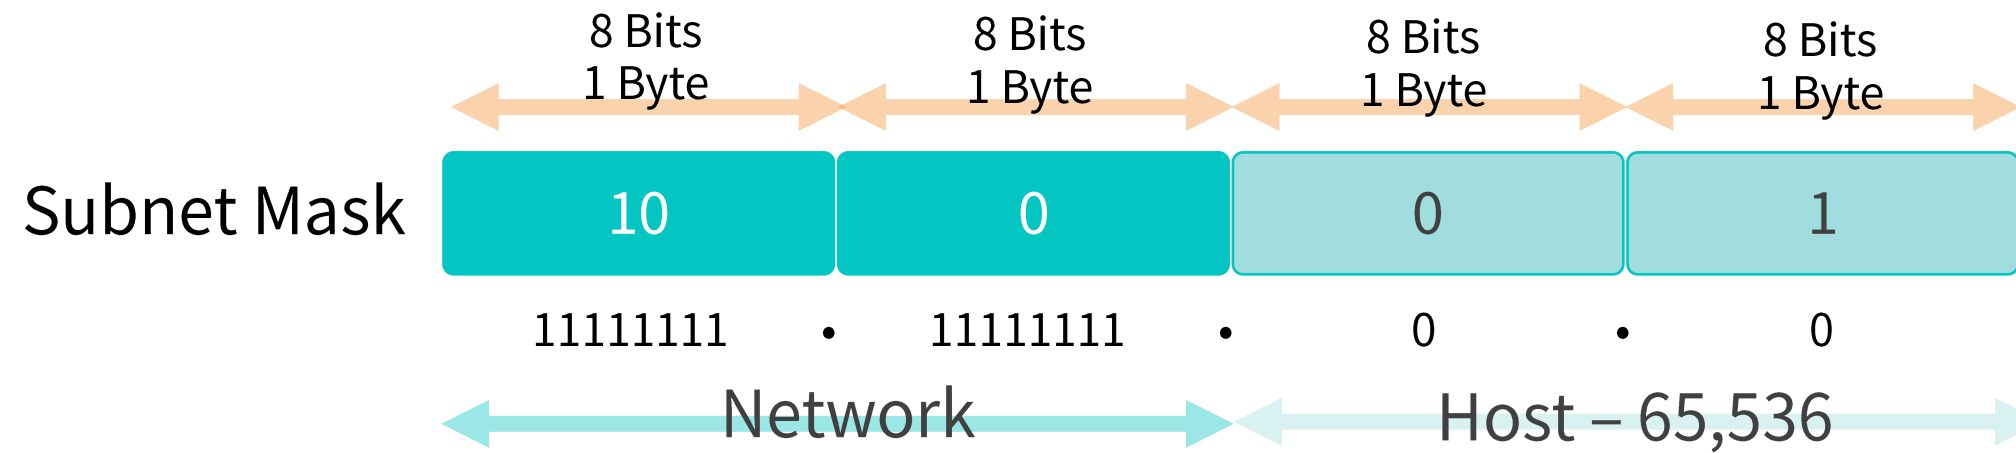 8 Bits
1 Byte
8 Bits
1 Byte
8 Bits
1 Byte
8 Bits
1 Byte
Subnet Mask 10 0 0 1
11111111 • 11111111 • 0 • 0
Network Host – 65,536